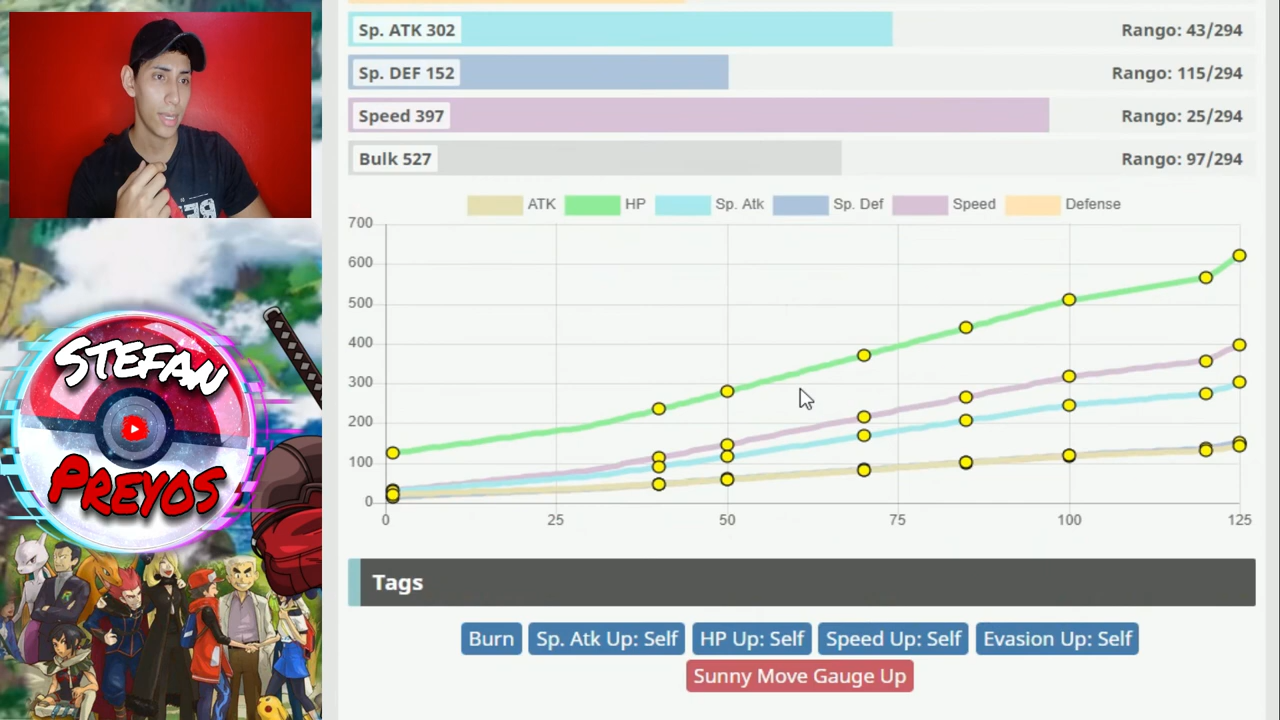 Sp. ATK 302 Rango: 43/294
Sp. DEF 152 Rango: 115/294
Speed 397 Rango: 25/294
Bulk 527 Rango: 97/294
ATK HP Sp. Atk Sp. Def Speed Defense
700
600
500
400
300
200
100
0
0 25 50 75 100 125
STEFAN
PREYOS
Tags
Burn Sp. Atk Up: Self HP Up: Self Speed Up: Self Evasion Up: Self
Sunny Move Gauge Up